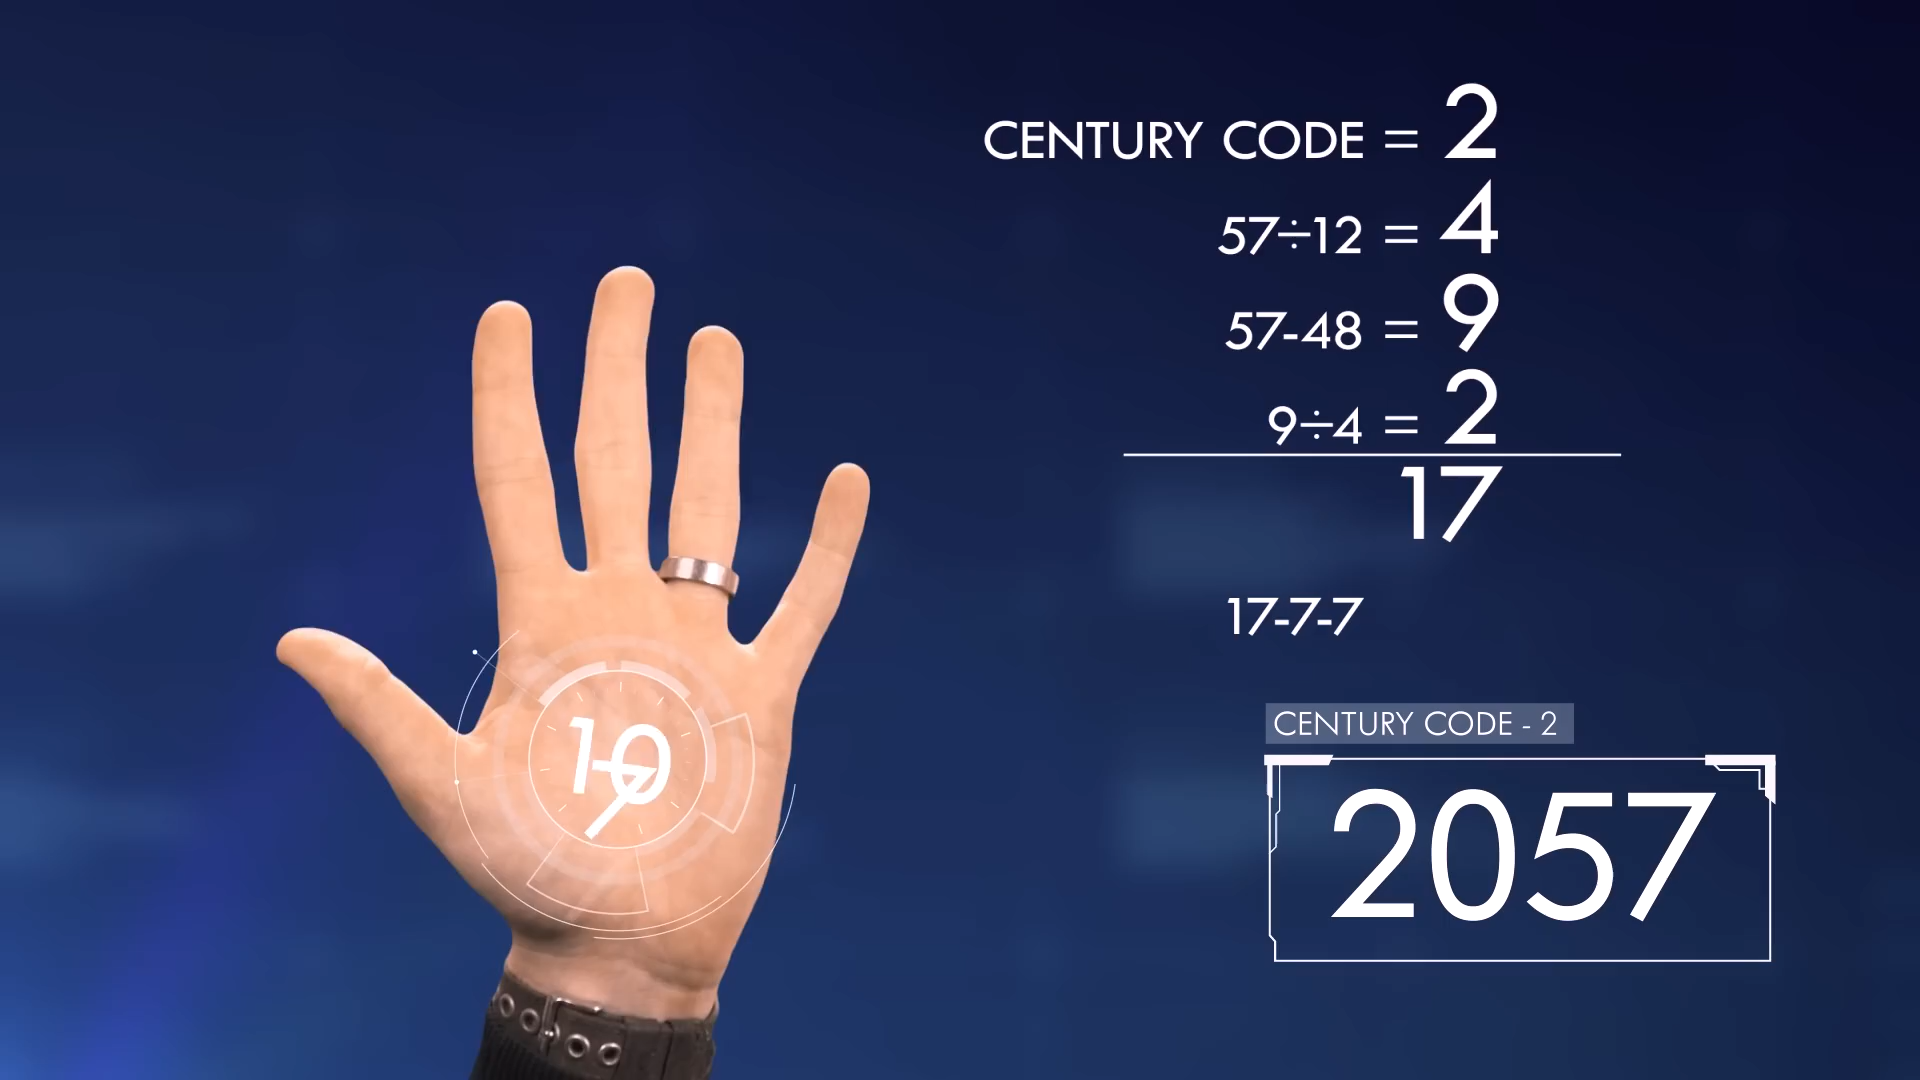 CENTURY CODE = 2
57÷12 = 4
57-48 = 9
9÷4 = 2
17
17-7-7
CENTURY CODE - 2
2057